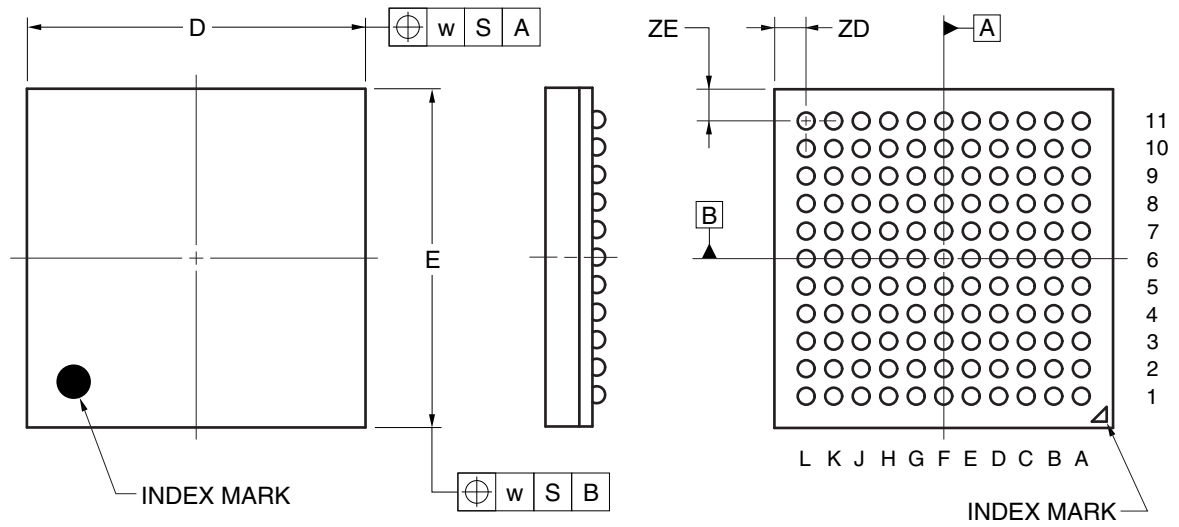 D
⌖ w S A
ZE
ZD
A
11
10
9
8
7
B
E
6
5
4
3
2
1
L K J H G F E D C B A
INDEX MARK
⌖ w S B
INDEX MARK